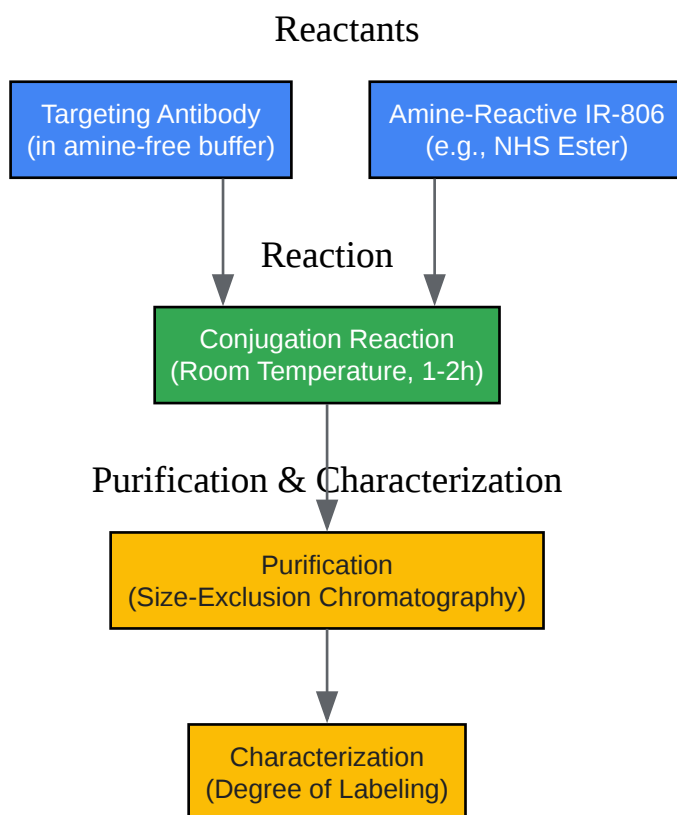 Reactants
Targeting Antibody
(in amine-free buffer)
Amine-Reactive IR-806
(e.g., NHS Ester)
Reaction
Conjugation Reaction
(Room Temperature, 1-2h)
Purification & Characterization
Purification
(Size-Exclusion Chromatography)
Characterization
(Degree of Labeling)